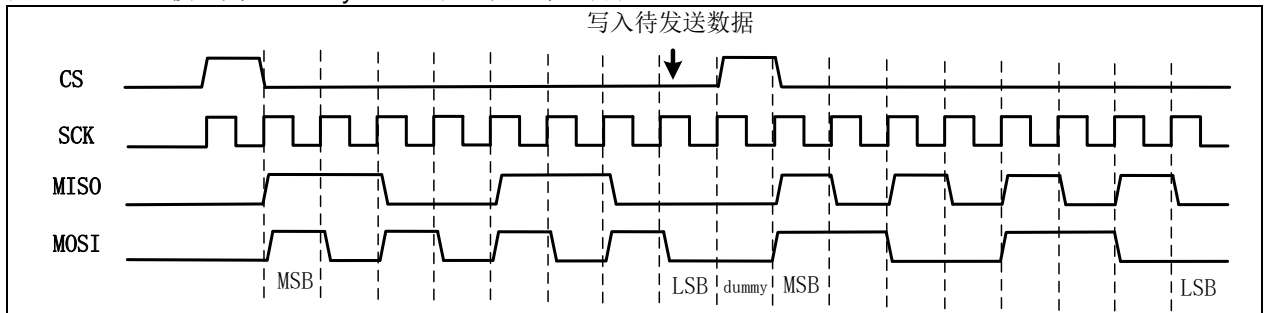 写入待发送数据
CS
SCK
MISO
MOSI
MSB LSB dummy MSB LSB